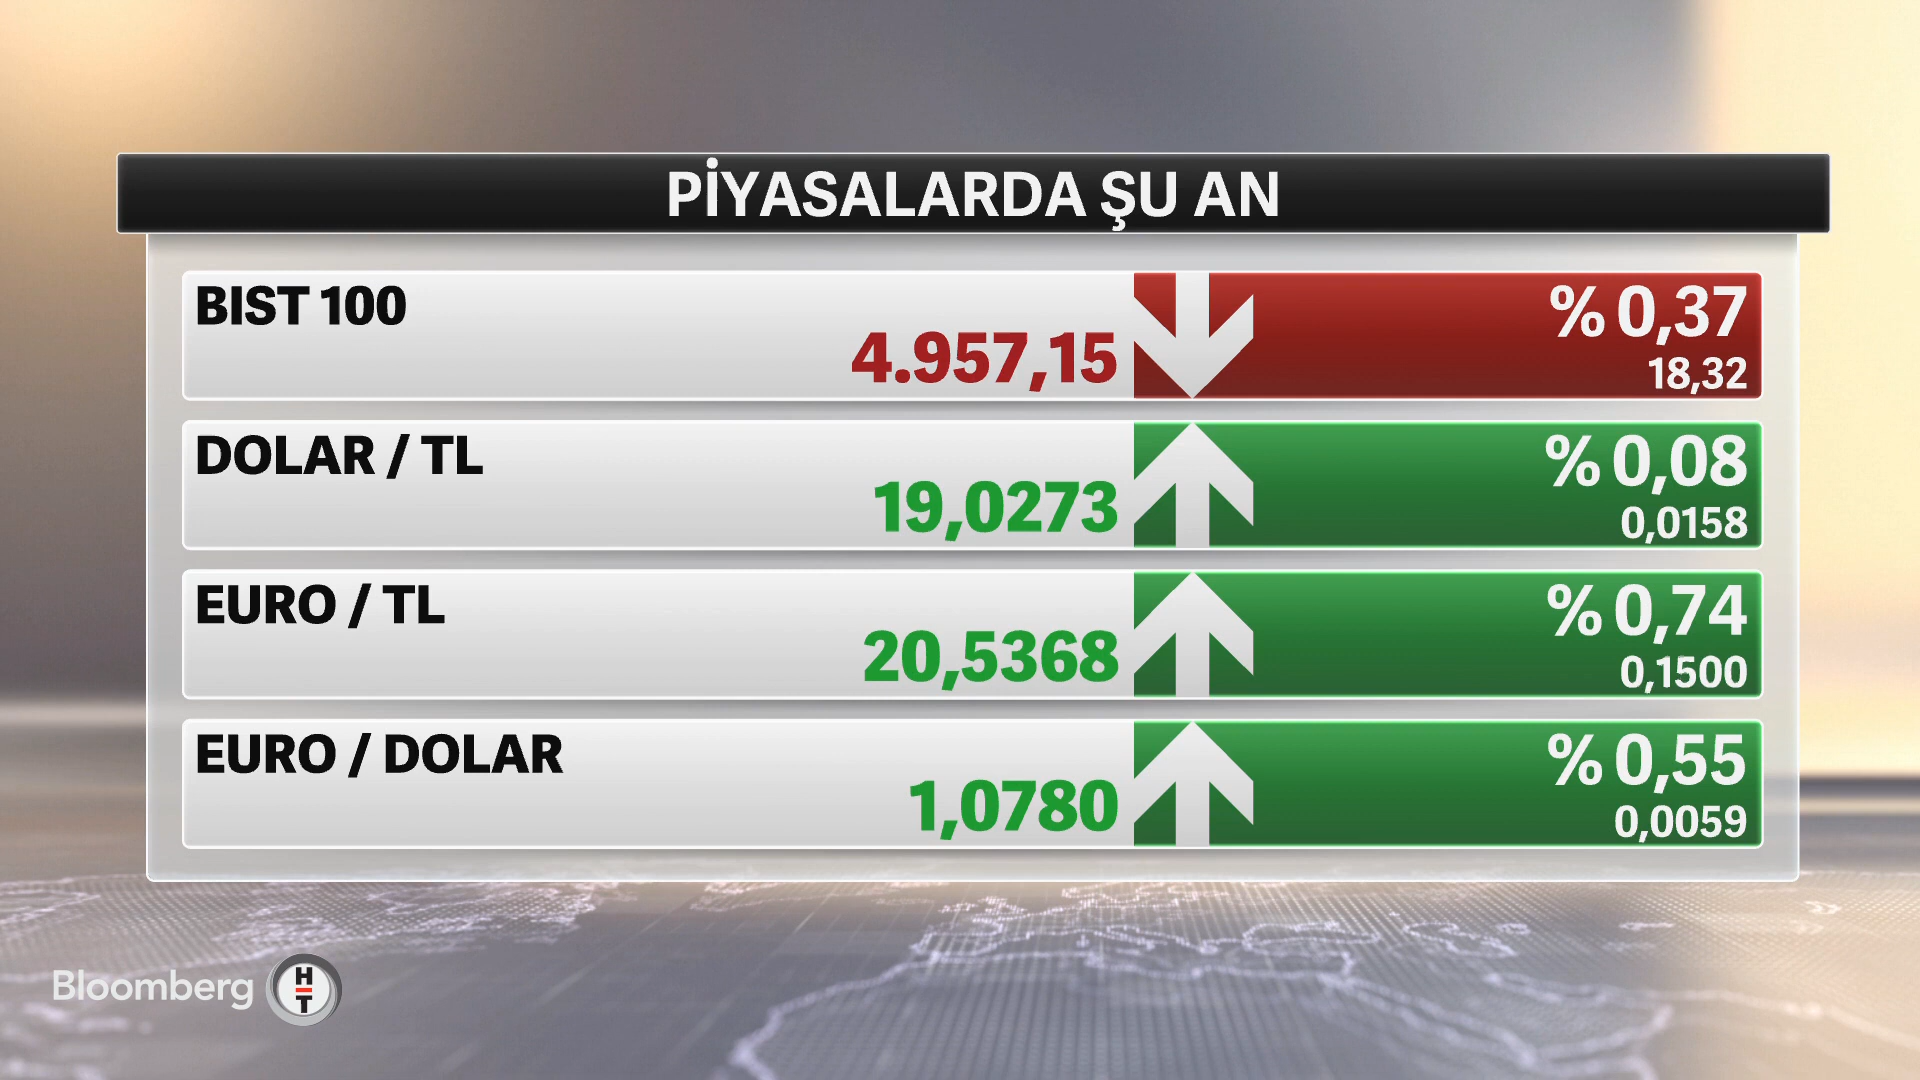 PİYASALARDA ŞU AN
BIST 100
4.957,15
% 0,37
18,32
DOLAR / TL
19,0273
% 0,08
0,0158
EURO / TL
20,5368
% 0,74
0,1500
EURO / DOLAR
1,0780
% 0,55
0,0059
Bloomberg HT